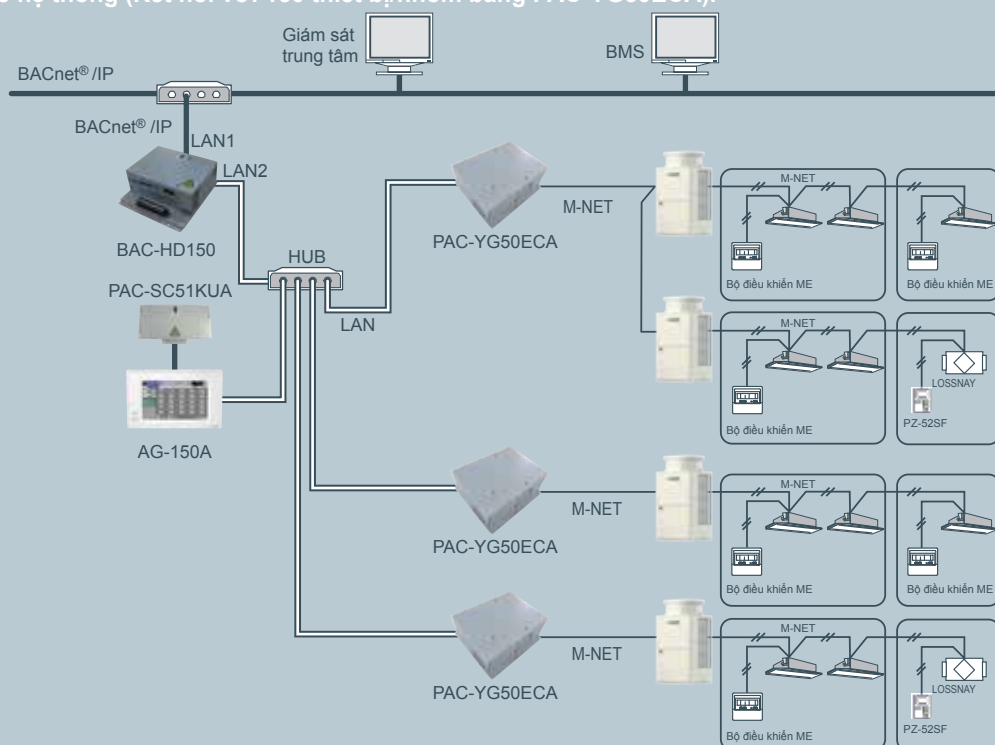 Giám sát
trung tâm
BMS
BACnet® /IP
BACnet® /IP
LAN1
LAN2
BAC-HD150
PAC-SC51KUA
AG-150A
HUB
LAN
PAC-YG50ECA
M-NET
M-NET
Bộ điều khiển ME
Bộ điều khiển ME
M-NET
Bộ điều khiển ME
LOSSNAY
PZ-52SF
PAC-YG50ECA
M-NET
M-NET
Bộ điều khiển ME
Bộ điều khiển ME
PAC-YG50ECA
M-NET
M-NET
Bộ điều khiển ME
LOSSNAY
PZ-52SF